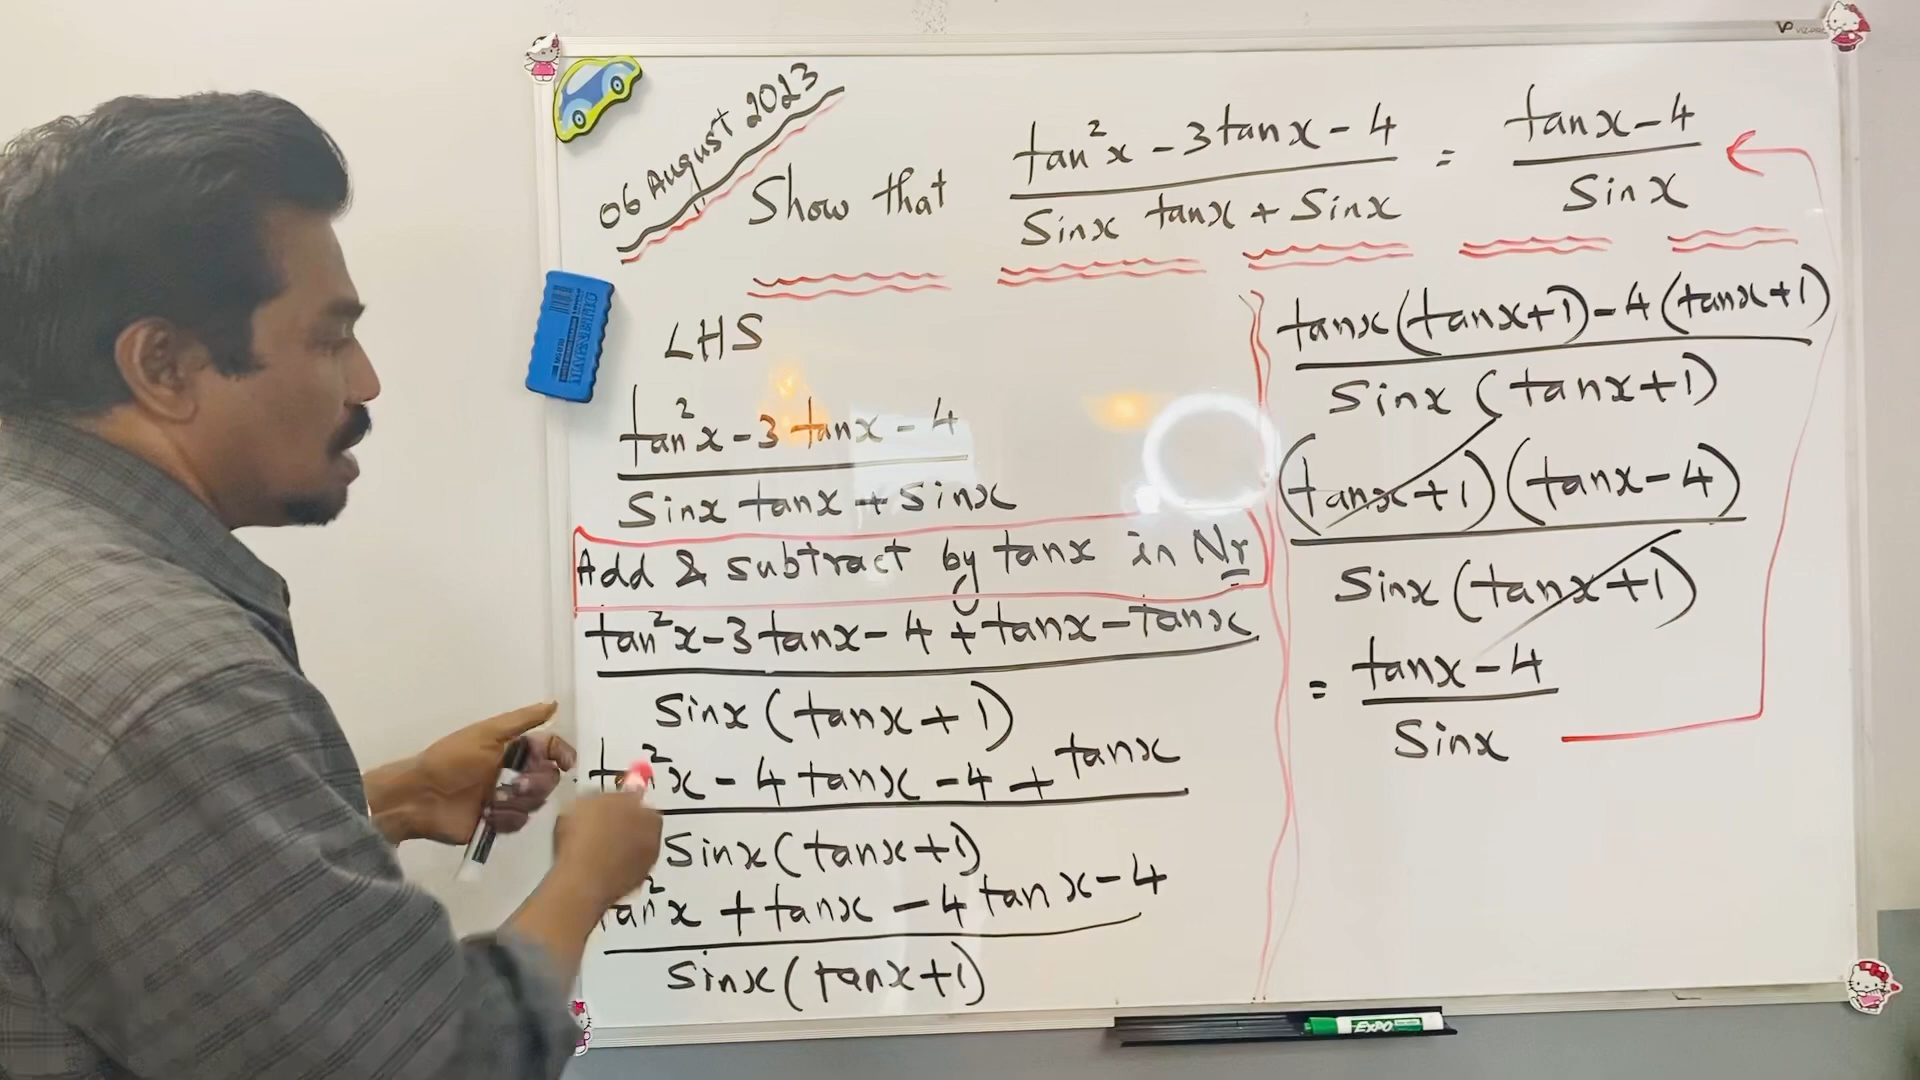 06 August 2023
Show that
tan²x - 3tanx - 4
Sinx tanx + Sinx
=
tanx - 4
Sinx
LHS
tan²x - 3 tanx - 4
Sinx tanx + Sinx
Add & subtract by tanx in Nr
tan²x - 3tanx - 4 + tanx - tanx
Sinx (tanx + 1)
tan²x - 4 tanx - 4 + tanx
Sinx (tanx + 1)
tan²x + tanx - 4 tanx - 4
Sinx (tanx + 1)
tanx (tanx + 1) - 4 (tanx + 1)
Sinx (tanx + 1)
(tanx + 1) (tanx - 4)
Sinx (tanx + 1)
= tanx - 4
Sinx
EXPO